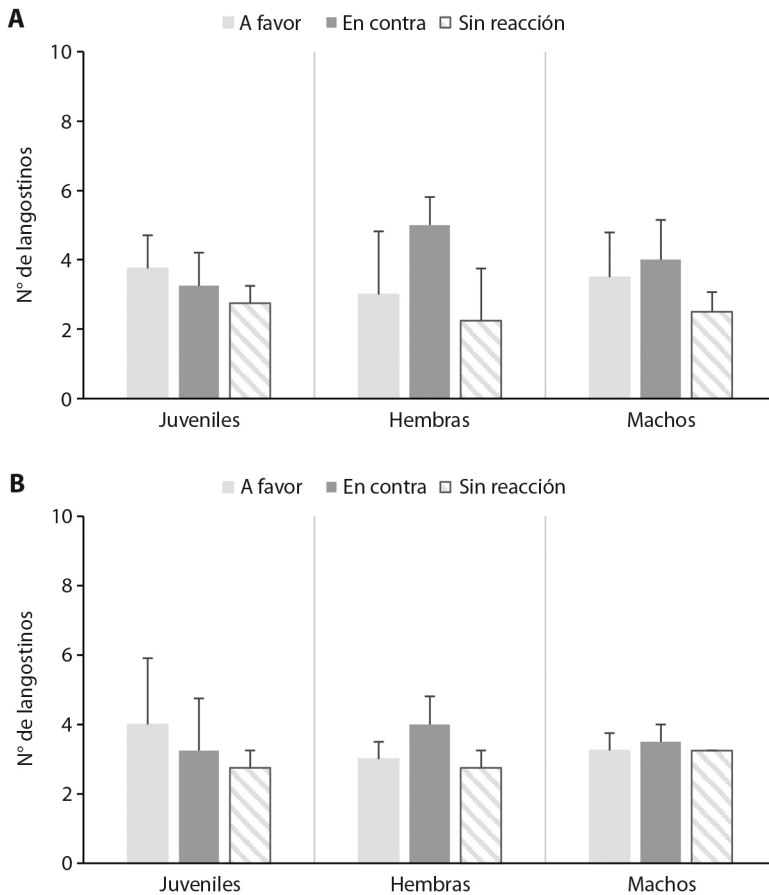 A
A favor En contra Sin reacción
N° de langostinos
10
8
6
4
2
0
Juveniles Hembras Machos
B
A favor En contra Sin reacción
N° de langostinos
10
8
6
4
2
0
Juveniles Hembras Machos